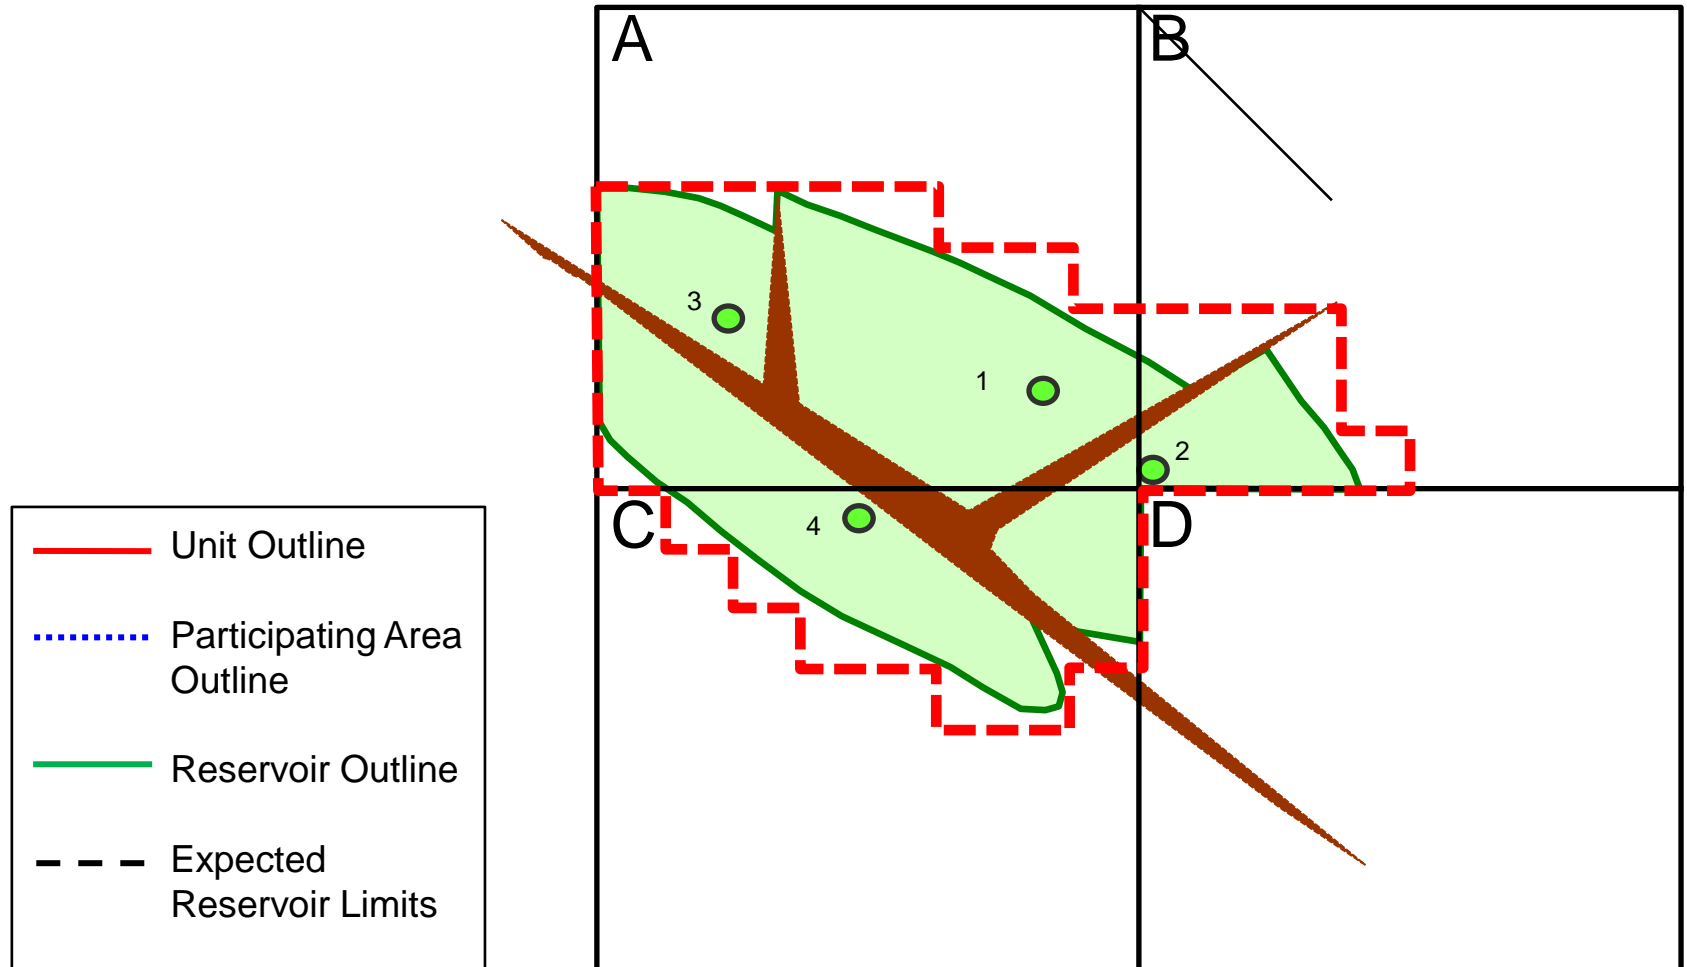 A
B
3
1
2
C
4
D
Unit Outline
Participating Area
Outline
Reservoir Outline
Expected
Reservoir Limits